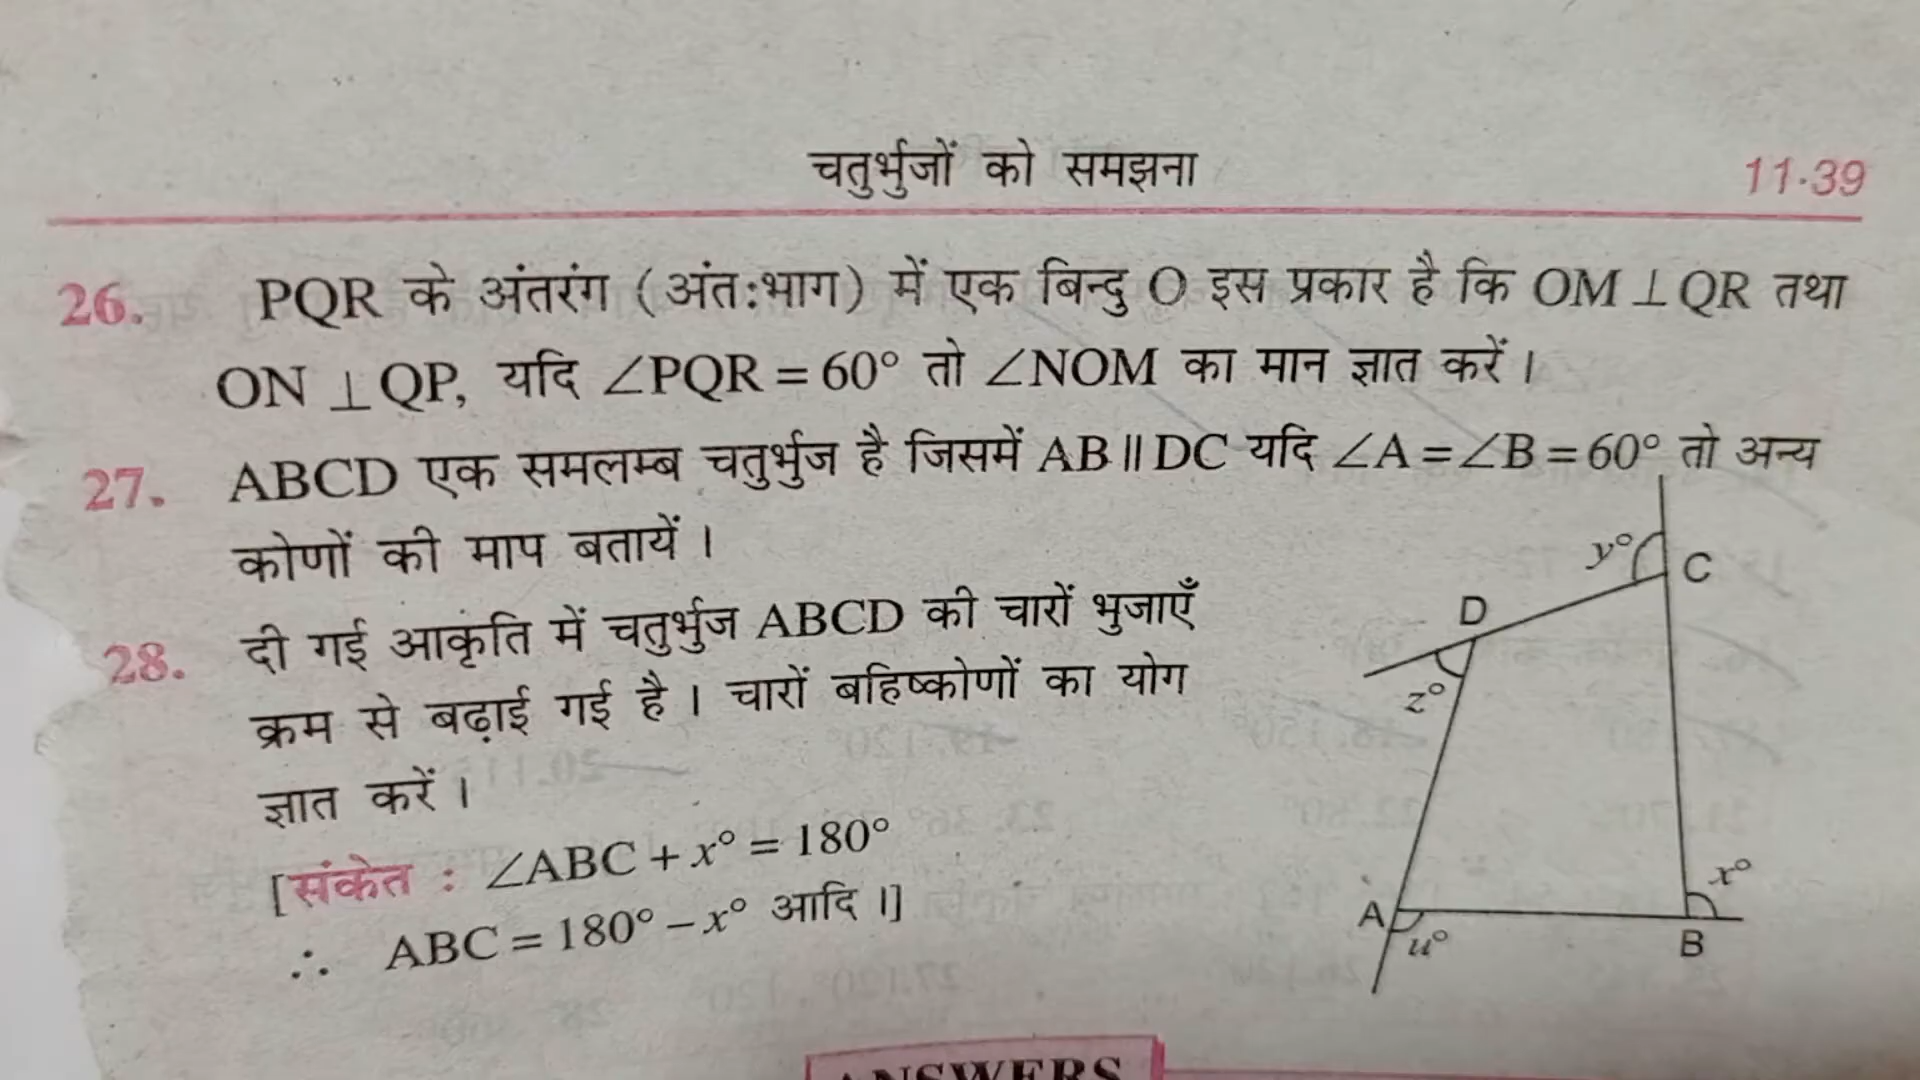 चतुर्भुजों को समझना 11·39
26. PQR के अंतरंग (अंत:भाग) में एक बिन्दु O इस प्रकार है कि OM ⊥ QR तथा
ON ⊥ QP, यदि ∠PQR = 60° तो ∠NOM का मान ज्ञात करें ।
27. ABCD एक समलम्ब चतुर्भुज है जिसमें AB || DC यदि ∠A = ∠B = 60° तो अन्य
कोणों की माप बतायें ।
28. दी गई आकृति में चतुर्भुज ABCD की चारों भुजाएँ
क्रम से बढ़ाई गई है । चारों बहिष्कोणों का योग
ज्ञात करें ।
[संकेत : ∠ABC + x° = 180°
∴ ABC = 180° – x° आदि ।]
y° C
D
z°
x°
A u° B
ANSWERS